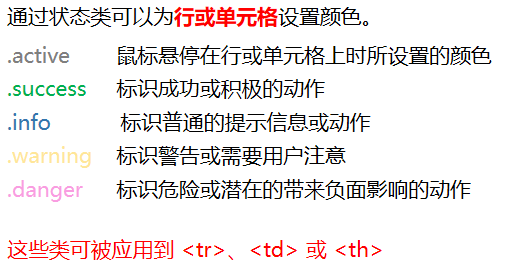 通过状态类可以为行或单元格设置颜色。
.active 鼠标悬停在行或单元格上时所设置的颜色
.success 标识成功或积极的动作
.info 标识普通的提示信息或动作
.warning 标识警告或需要用户注意
.danger 标识危险或潜在的带来负面影响的动作
这些类可被应用到 <tr>、<td> 或 <th>